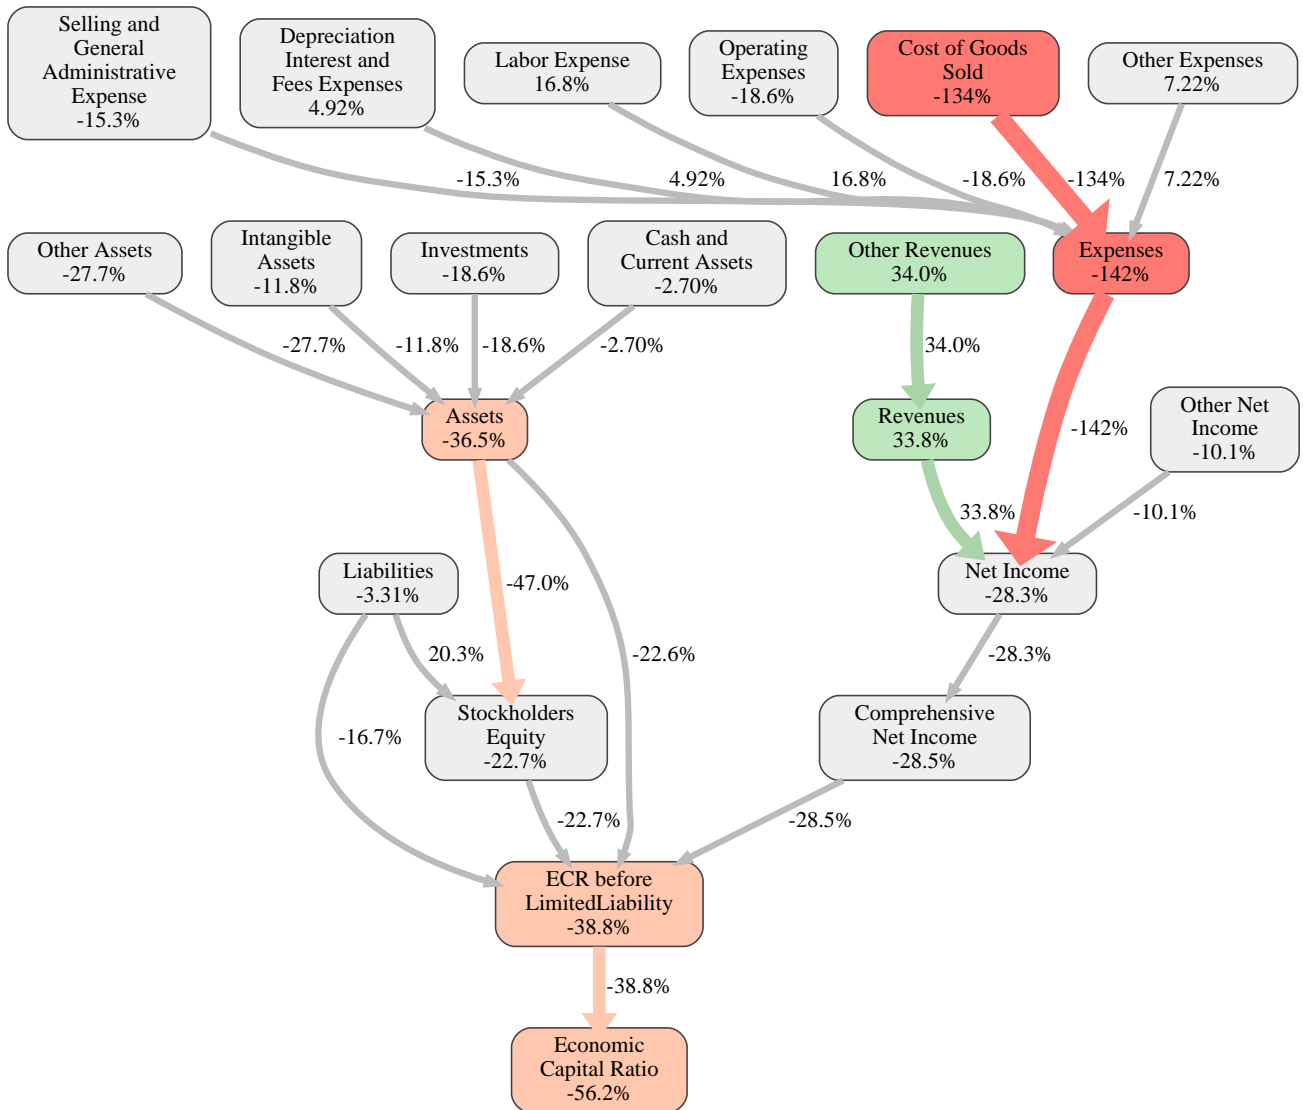 Selling and
General
Administrative
Expense
-15.3%
Depreciation
Interest and
Fees Expenses
4.92%
Labor Expense
16.8%
Operating
Expenses
-18.6%
Cost of Goods
Sold
-134%
Other Expenses
7.22%
-15.3%
4.92%
16.8%
-18.6%
-134%
7.22%
Other Assets
-27.7%
Intangible
Assets
-11.8%
Investments
-18.6%
Cash and
Current Assets
-2.70%
Other Revenues
34.0%
Expenses
-142%
-27.7%
-11.8%
-18.6%
-2.70%
34.0%
Assets
-36.5%
Revenues
33.8%
-142%
Other Net
Income
-10.1%
33.8%
-10.1%
Liabilities
-3.31%
-47.0%
Net Income
-28.3%
20.3%
-22.6%
-28.3%
-16.7%
Stockholders
Equity
-22.7%
Comprehensive
Net Income
-28.5%
-22.7%
-28.5%
ECR before
LimitedLiability
-38.8%
-38.8%
Economic
Capital Ratio
-56.2%